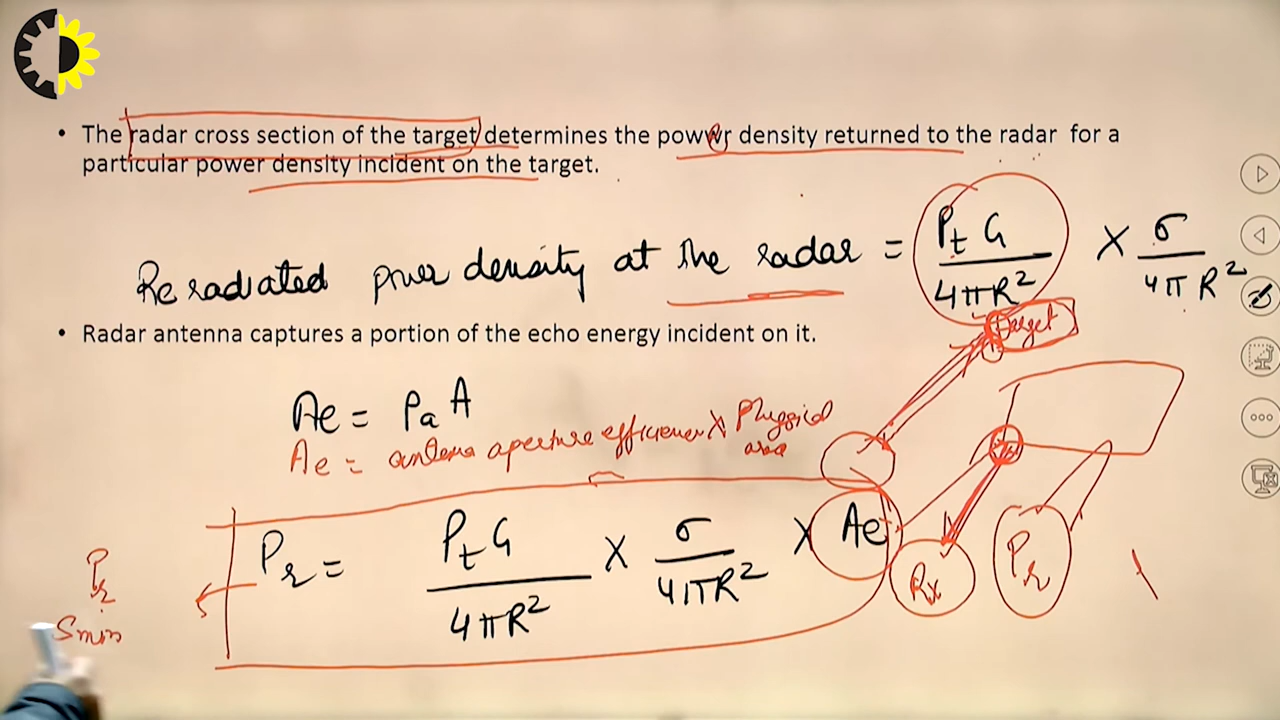 • The radar cross section of the target determines the power density returned to the radar for a
particular power density incident on the target.
Re radiated power density at the radar = PtG/4πR² × σ/4πR²
• Radar antenna captures a portion of the echo energy incident on it.
Target
Ae = ρa A
Ae = antenna aperture efficiency × Physical
area
Pr = PtG/4πR² × σ/4πR² × Ae
Rx
Pr
Pr
Smin